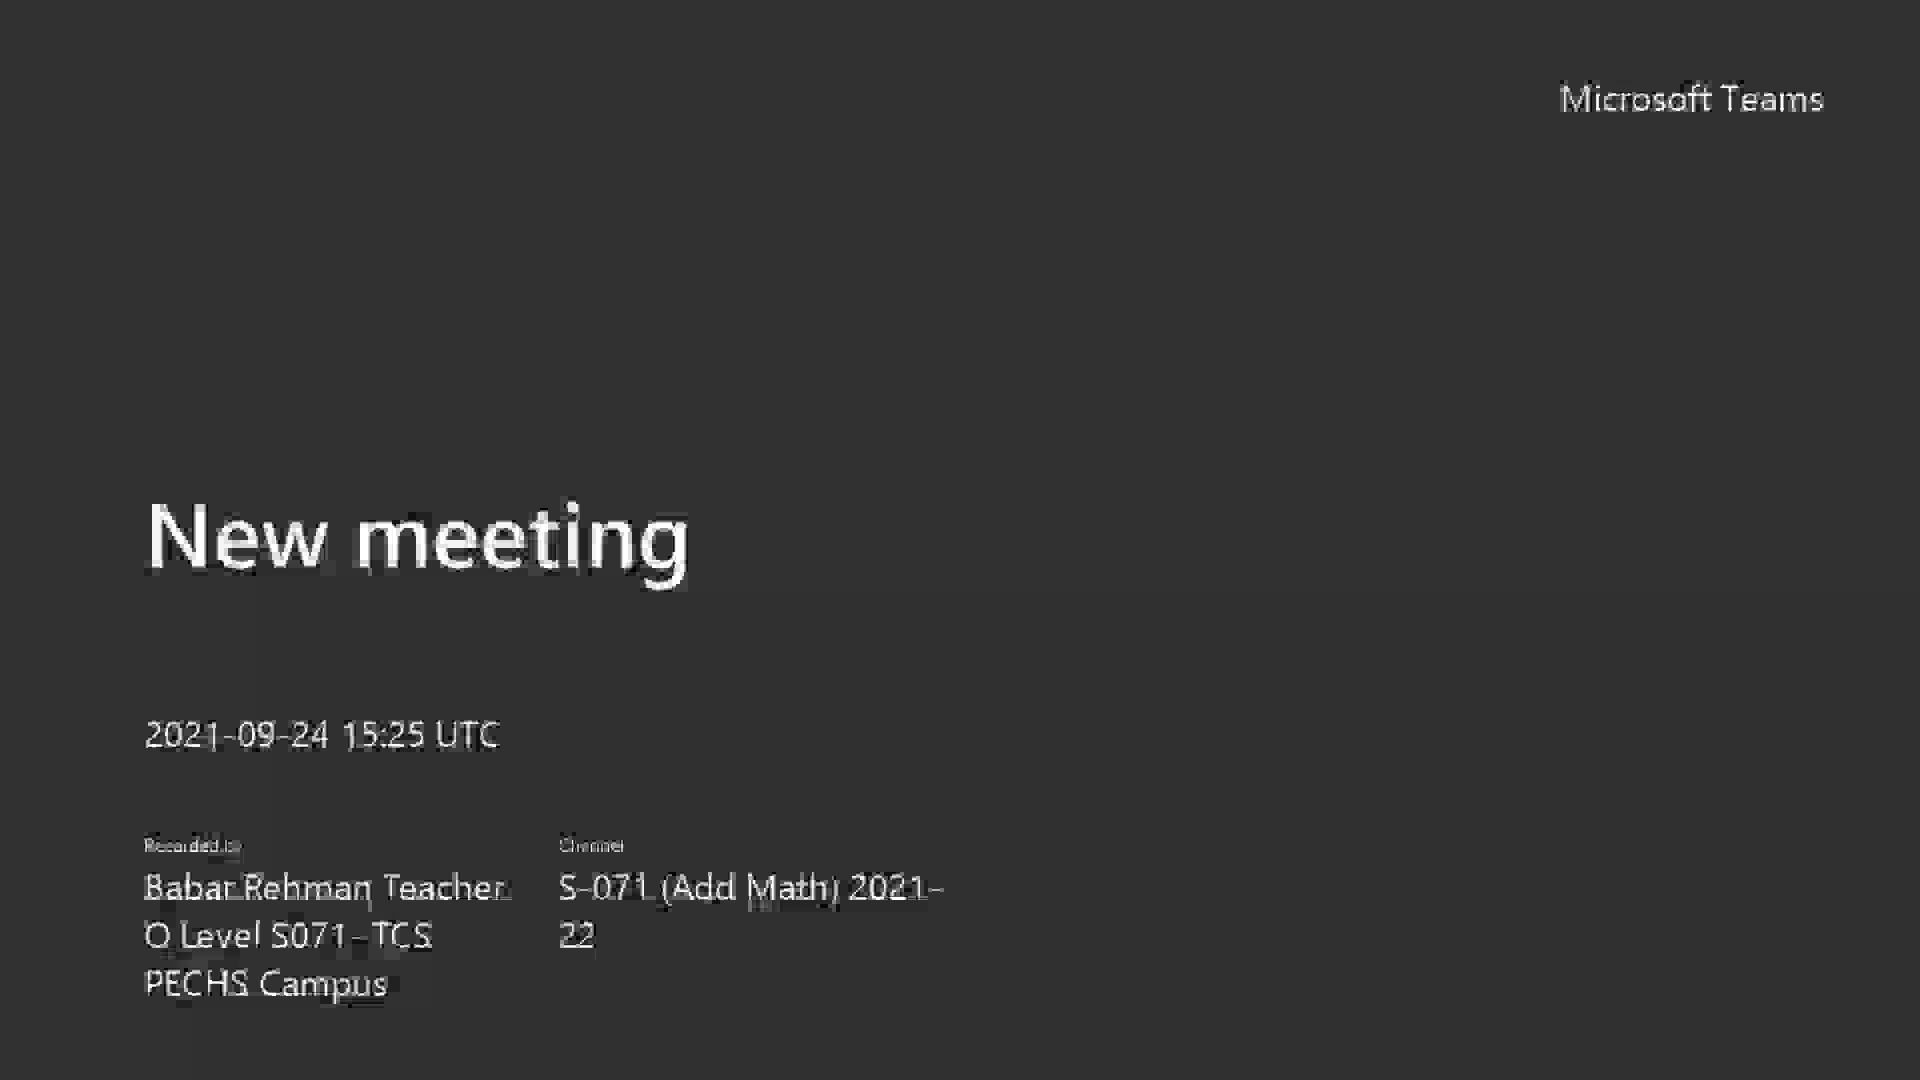 Microsoft Teams
New meeting
2021-09-24 15:25 UTC
Recorded by
Babar Rehman Teacher
O Level S071- TCS
PECHS Campus
Channel
S-071 (Add Math) 2021-
22